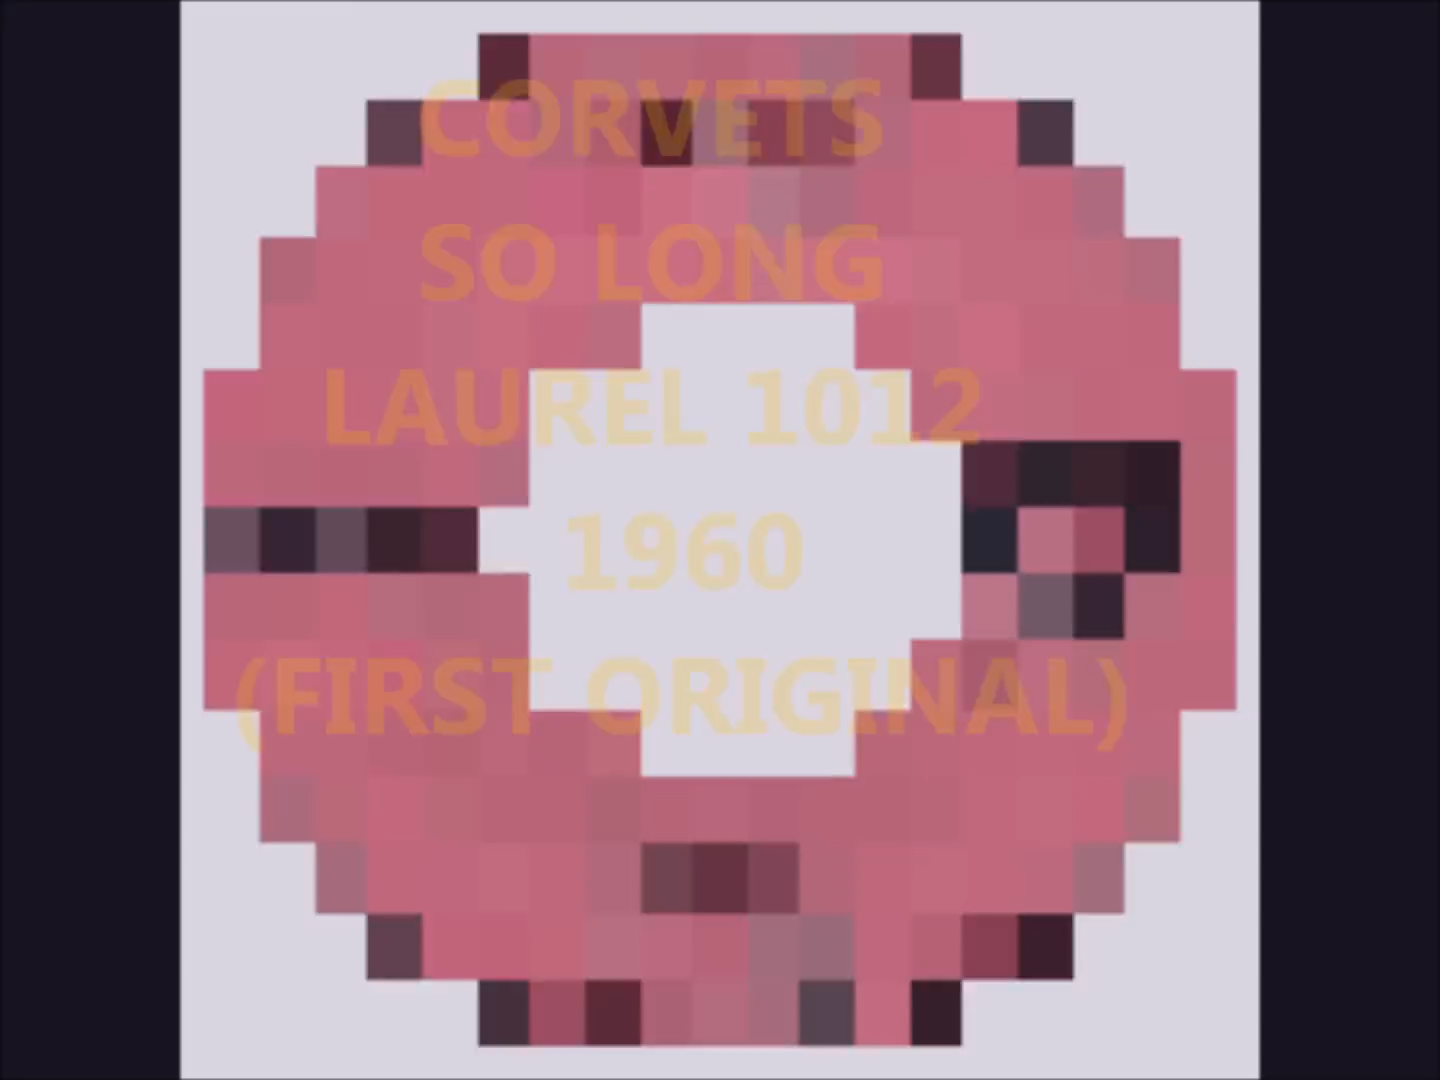 CORVETS
SO LONG
LAUREL 1012
1960
(FIRST ORIGINAL)